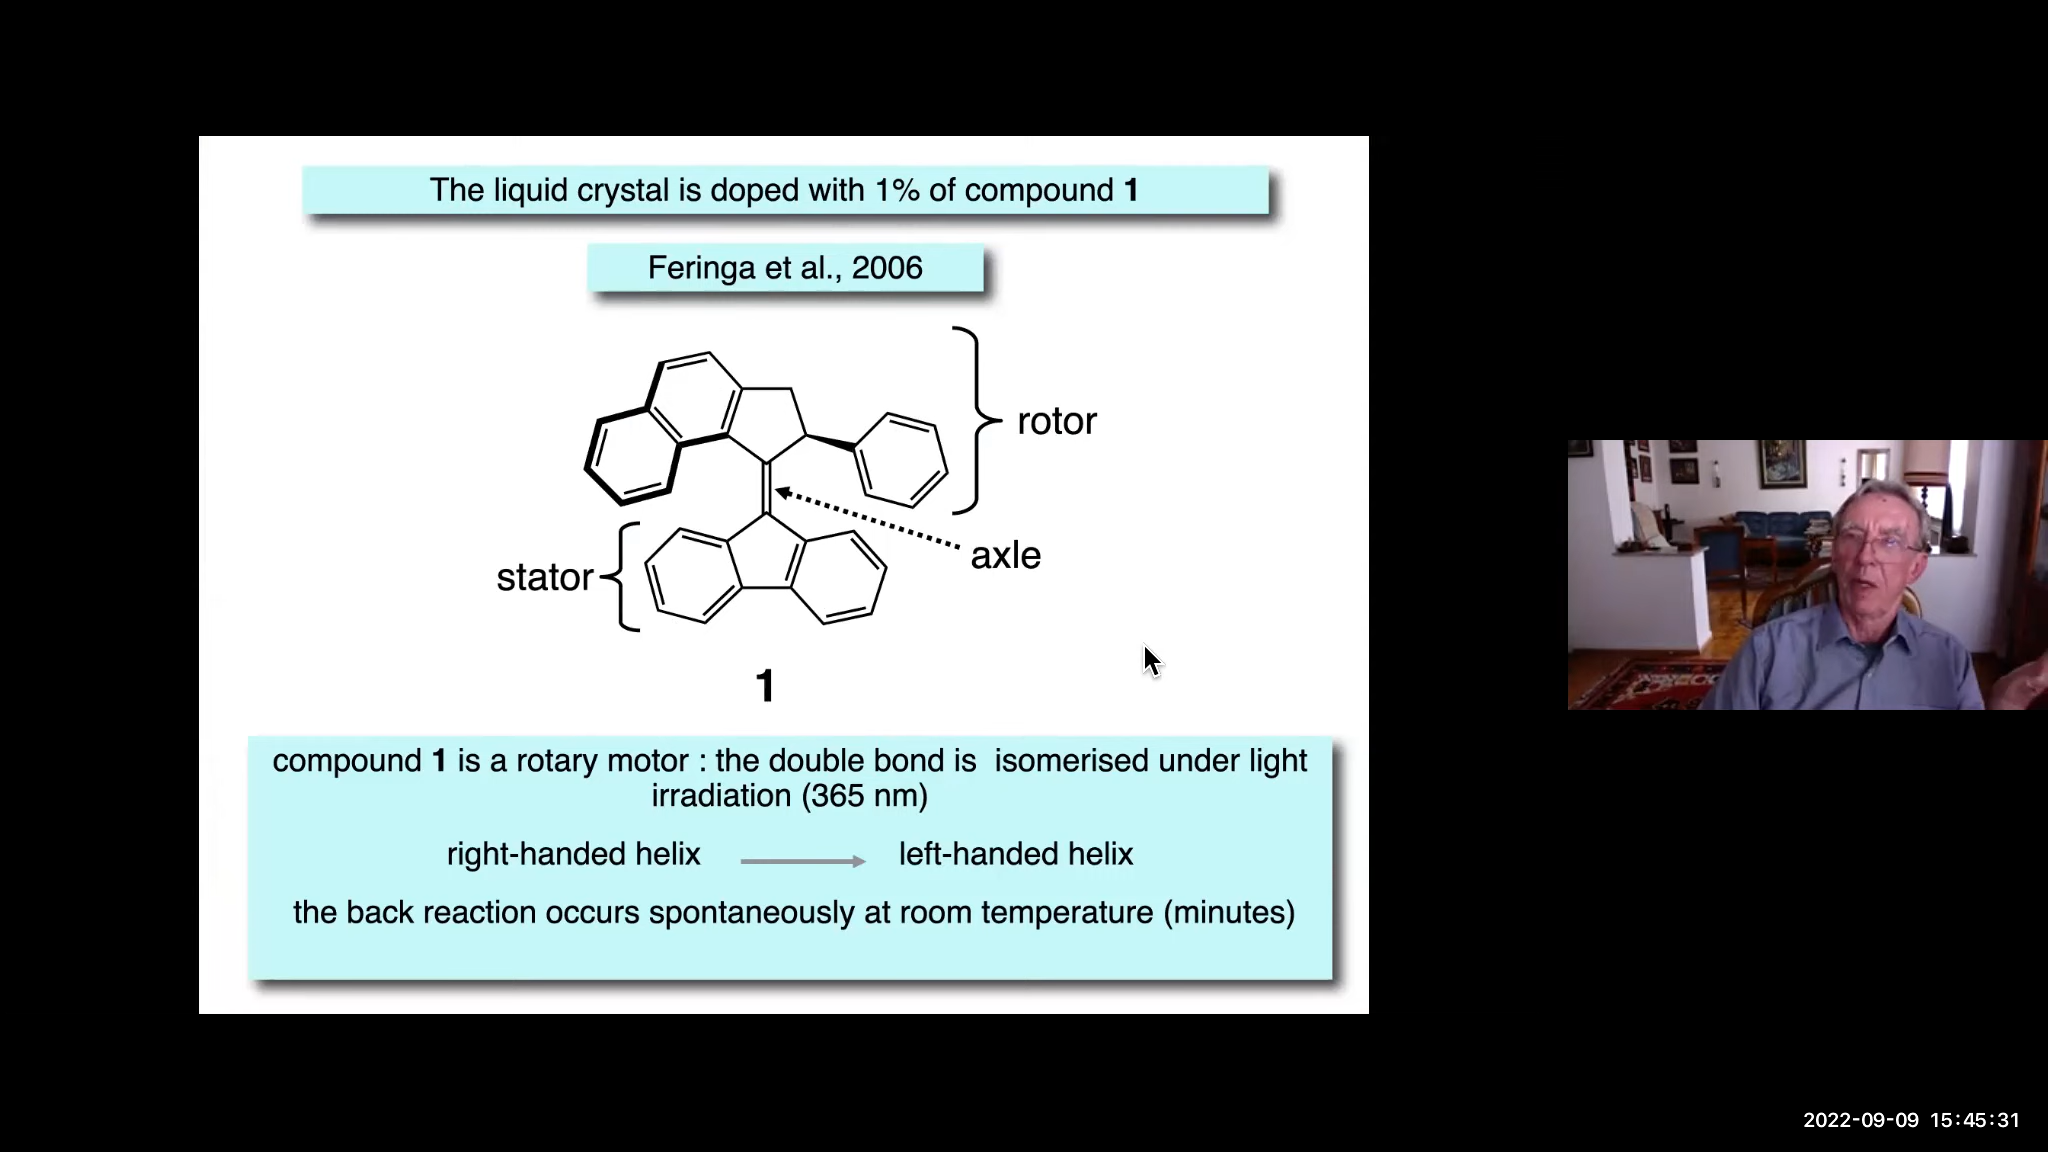 The liquid crystal is doped with 1% of compound 1
Feringa et al., 2006
rotor
axle
stator
1
compound 1 is a rotary motor : the double bond is  isomerised under light
irradiation (365 nm)
right-handed helix
left-handed helix
the back reaction occurs spontaneously at room temperature (minutes)
2022-09-09 15:45:31